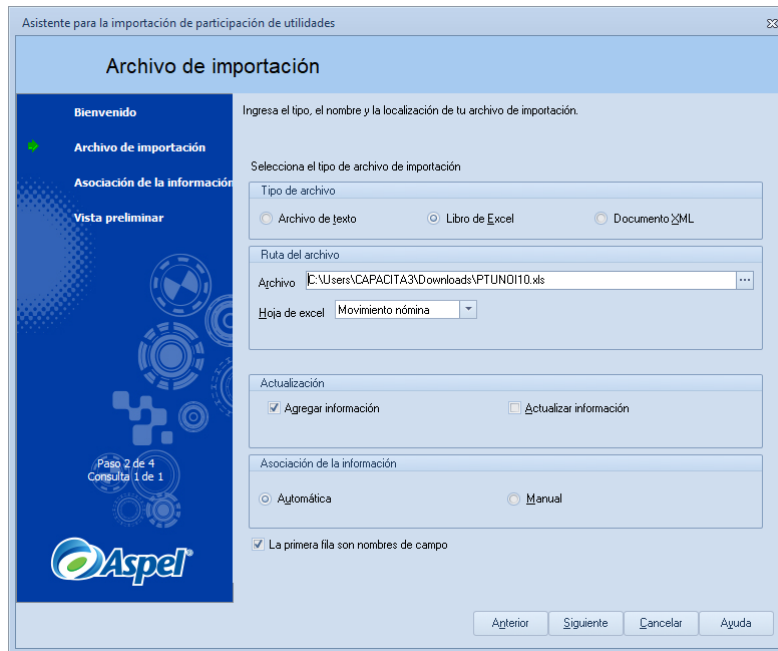 Asistente para la importación de participación de utilidades
Archivo de importación
Bienvenido
Archivo de importación
Asociación de la información
Vista preliminar
Paso 2 de 4
Consulta 1 de 1
Aspel®
Ingresa el tipo, el nombre y la localización de tu archivo de importación.
Selecciona el tipo de archivo de importación
Tipo de archivo
Archivo de texto Libro de Excel Documento XML
Ruta del archivo
Archivo C:\Users\CAPACITA3\Downloads\PTUNOI10.xls ...
Hoja de excel Movimiento nómina
Actualización
Agregar información Actualizar información
Asociación de la información
Automática Manual
La primera fila son nombres de campo
Anterior Siguiente Cancelar Ayuda